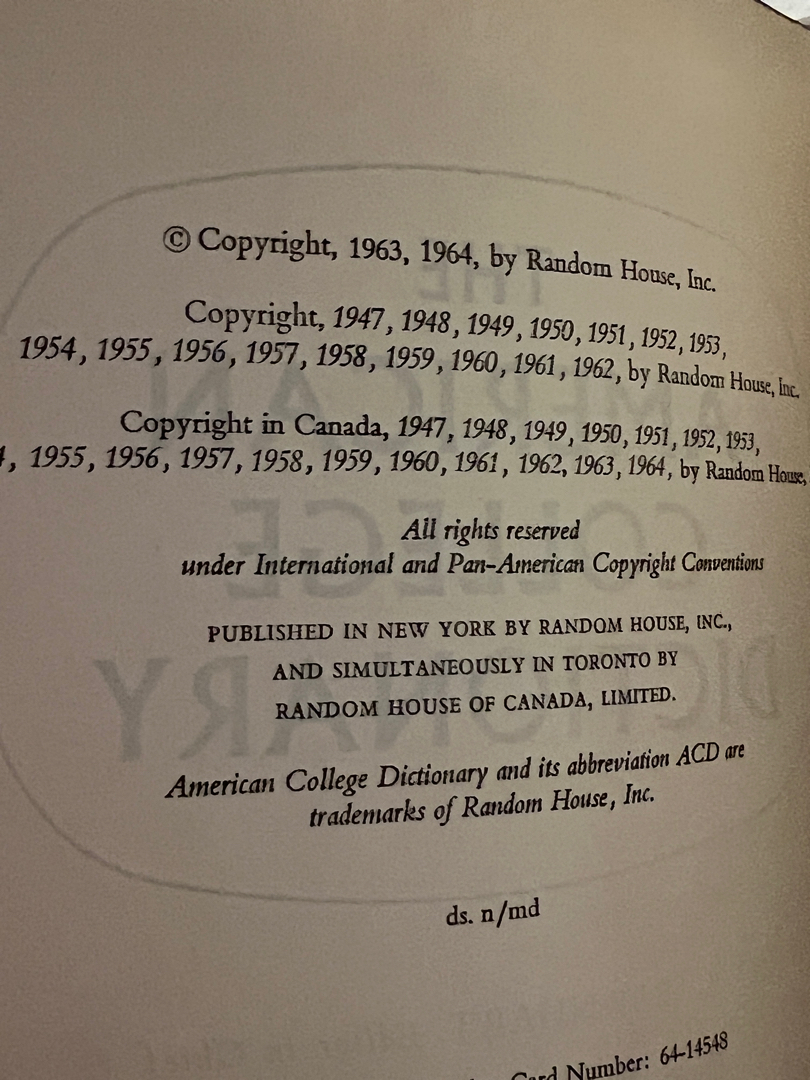 © Copyright, 1963, 1964, by Random House, Inc.
Copyright, 1947, 1948, 1949, 1950, 1951, 1952, 1953,
1954, 1955, 1956, 1957, 1958, 1959, 1960, 1961, 1962, by Random House, Inc.
Copyright in Canada, 1947, 1948, 1949, 1950, 1951, 1952, 1953,
, 1955, 1956, 1957, 1958, 1959, 1960, 1961, 1962, 1963, 1964, by Random House,
All rights reserved
under International and Pan-American Copyright Conventions
PUBLISHED IN NEW YORK BY RANDOM HOUSE, INC.,
AND SIMULTANEOUSLY IN TORONTO BY
RANDOM HOUSE OF CANADA, LIMITED.
American College Dictionary and its abbreviation ACD are
trademarks of Random House, Inc.
ds. n/md
Card Number: 64-14548